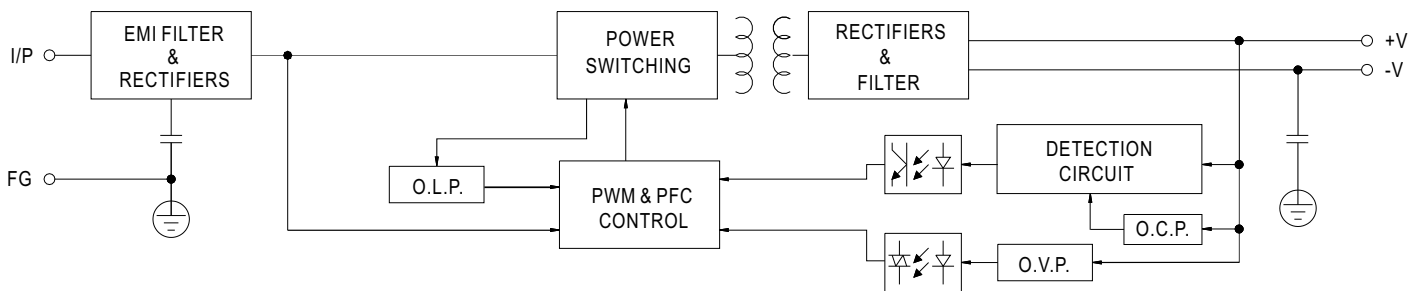 I/P
EMI FILTER
&
RECTIFIERS
POWER
SWITCHING
RECTIFIERS
&
FILTER
+V
-V
FG
O.L.P.
PWM & PFC
CONTROL
DETECTION
CIRCUIT
O.C.P.
O.V.P.